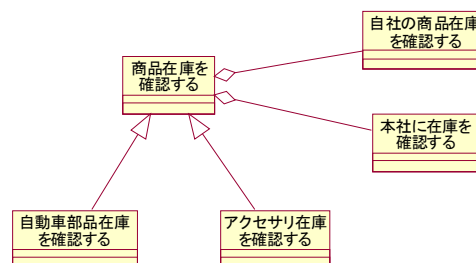 自社の商品在庫
を確認する
商品在庫を
確認する
本社に在庫を
確認する
自動車部品在庫
を確認する
アクセサリ在庫
を確認する